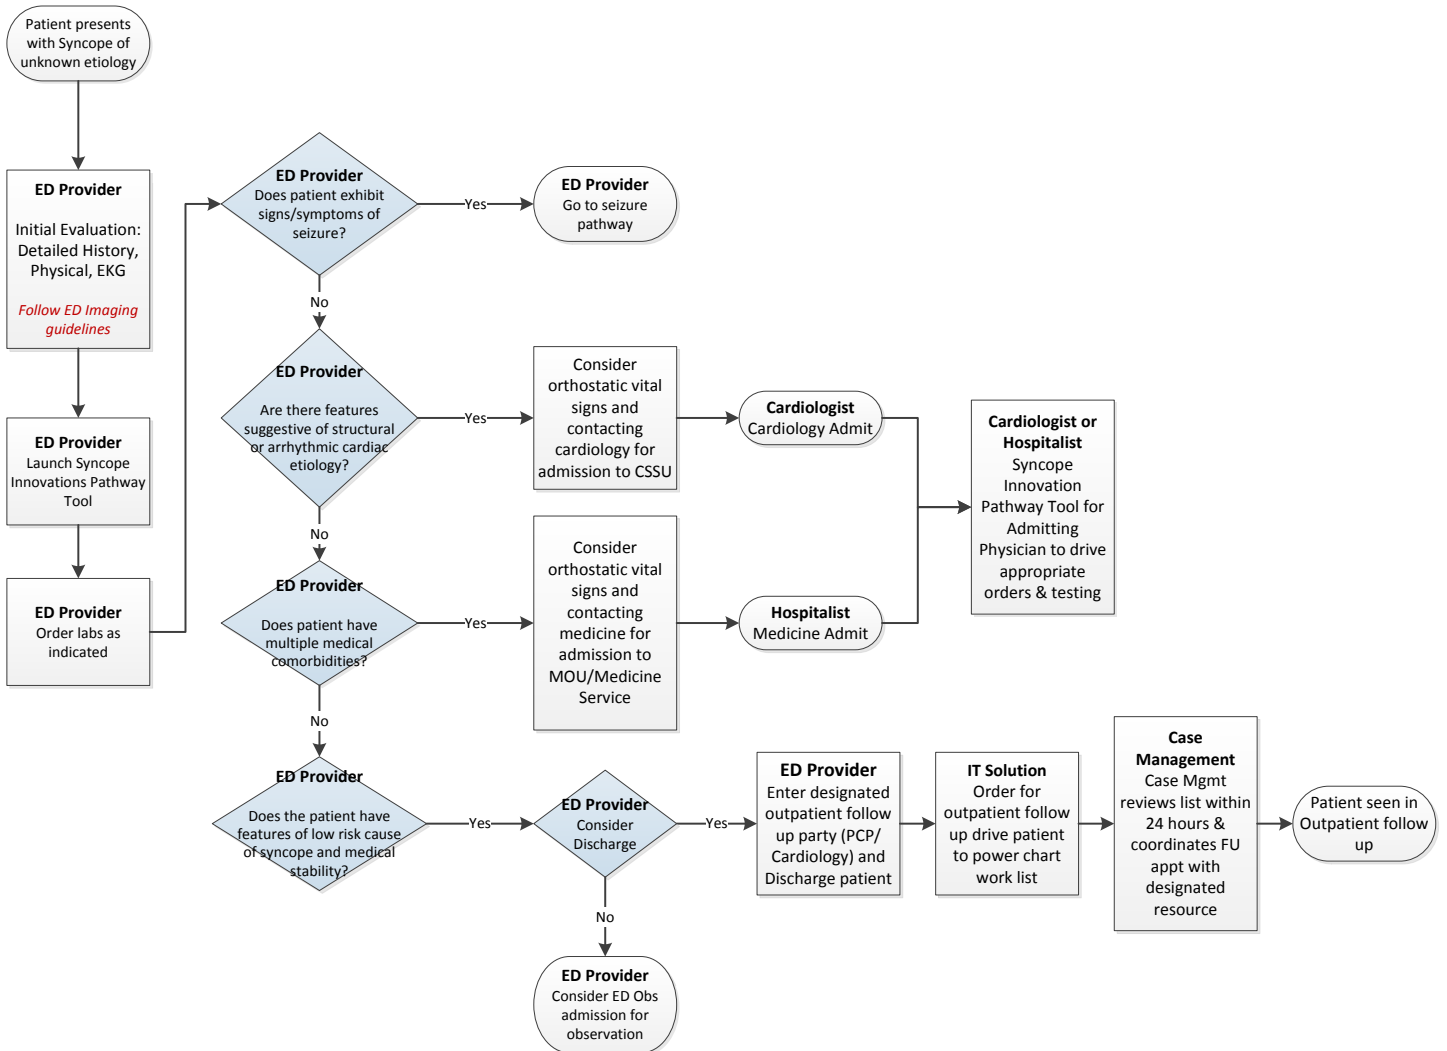 Patient presents
with Syncope of
unknown etiology
ED Provider
Initial Evaluation:
Detailed History,
Physical, EKG
Follow ED Imaging
guidelines
ED Provider
Launch Syncope
Innovations Pathway
Tool
ED Provider
Order labs as
indicated
ED Provider
Does patient exhibit
signs/symptoms of
seizure?
Yes
ED Provider
Go to seizure
pathway
No
ED Provider
Are there features
suggestive of structural
or arrhythmic cardiac
etiology?
Yes
Consider
orthostatic vital
signs and
contacting
cardiology for
admission to CSSU
Cardiologist
Cardiology Admit
Cardiologist or
Hospitalist
Syncope
Innovation
Pathway Tool for
Admitting
Physician to drive
appropriate
orders & testing
No
ED Provider
Does patient have
multiple medical
comorbidities?
Yes
Consider
orthostatic vital
signs and
contacting
medicine for
admission to
MOU/Medicine
Service
Hospitalist
Medicine Admit
No
ED Provider
Does the patient have
features of low risk cause
of syncope and medical
stability?
Yes
ED Provider
Consider
Discharge
Yes
ED Provider
Enter designated
outpatient follow
up party (PCP/
Cardiology) and
Discharge patient
IT Solution
Order for
outpatient follow
up drive patient
to power chart
work list
Case
Management
Case Mgmt
reviews list within
24 hours &
coordinates FU
appt with
designated
resource
Patient seen in
Outpatient follow
up
No
ED Provider
Consider ED Obs
admission for
observation